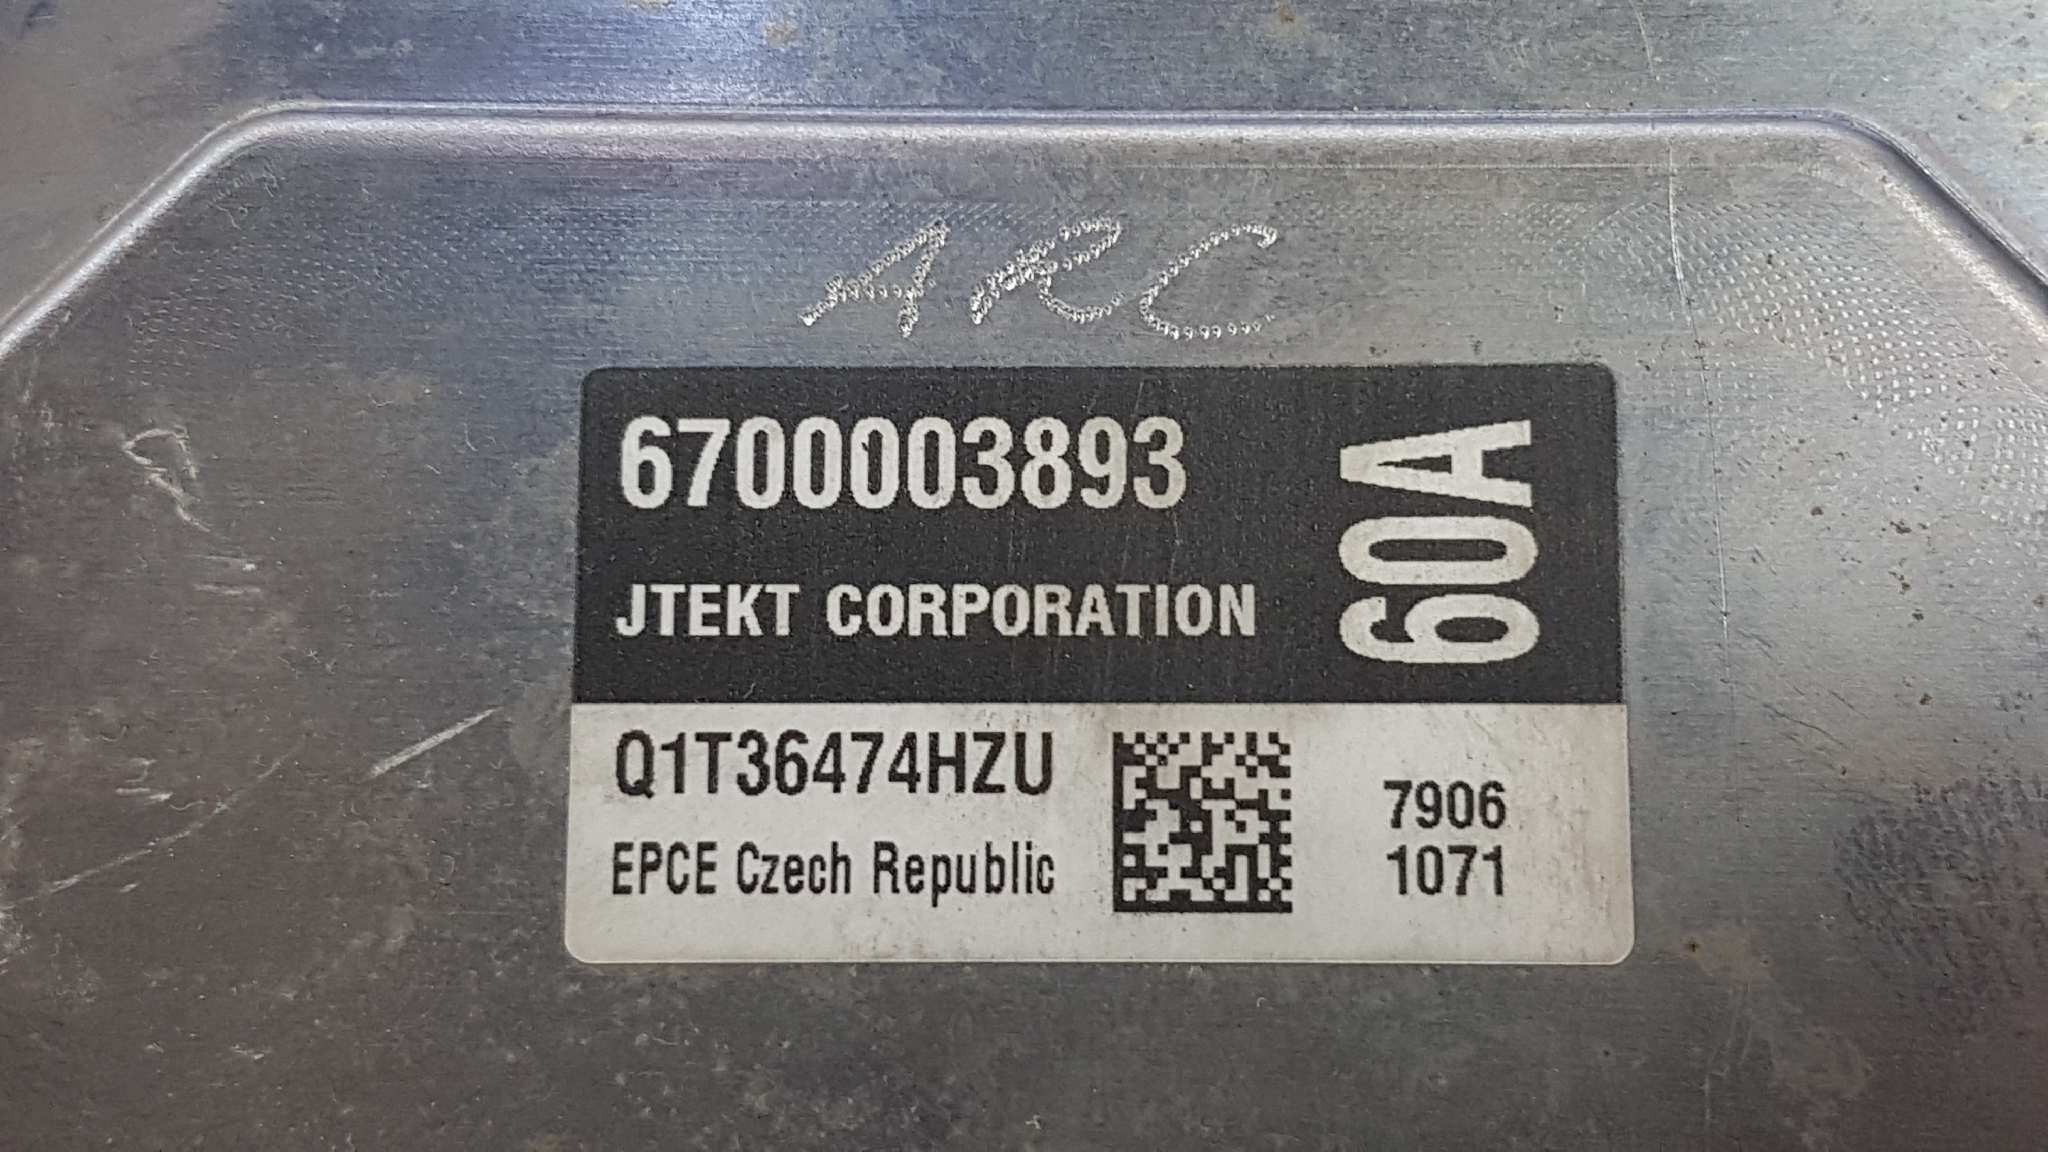 ARC
6700003893
60A
JTEKT CORPORATION
Q1T36474HZU
7906
EPCE Czech Republic
1071